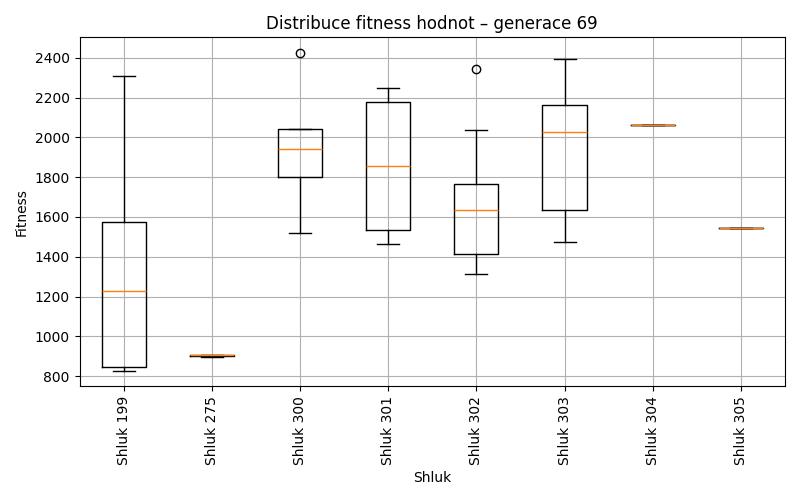 Distribuce fitness hodnot – generace 69
Fitness
2400
2200
2000
1800
1600
1400
1200
1000
800
Shluk 199
Shluk 275
Shluk 300
Shluk 301
Shluk 302
Shluk 303
Shluk 304
Shluk 305
Shluk